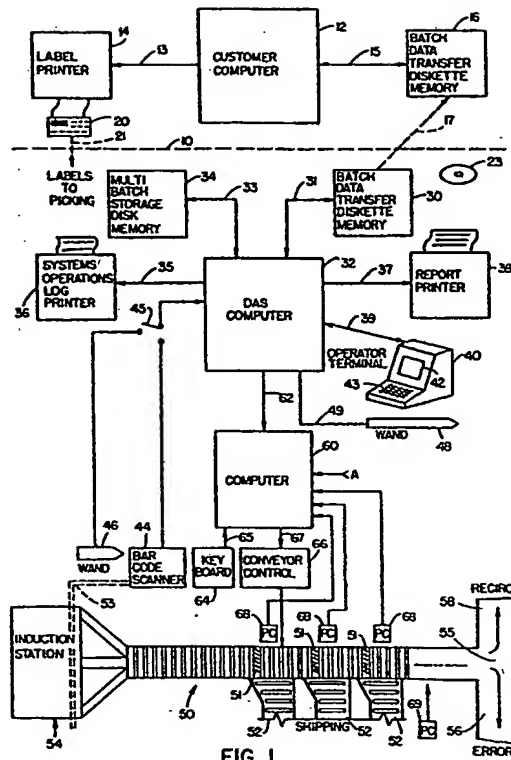 14
LABEL PRINTER
13
12
CUSTOMER COMPUTER
15
16
BATCH DATA TRANSFER DISKETTE MEMORY
20
21
10
17
LABELS TO PICKING
MULTI BATCH STORAGE DISK MEMORY
34
33
31
BATCH DATA TRANSFER DISKETTE MEMORY
30
23
SYSTEMS' OPERATIONS LOG PRINTER
36
35
DAS COMPUTER
32
37
REPORT PRINTER
38
45
39
OPERATOR TERMINAL
40
42
43
62
49
WAND
48
COMPUTER
60
A
46
WAND
44
BAR CODE SCANNER
65
67
KEY BOARD
64
CONVEYOR CONTROL
66
53
68
PC
68
PC
68
PC
58
RECIRC
INDUCTION STATION
54
51
51
51
55
50
51
52
SHIPPING
52
52
PC
69
56
ERROR
FIG. 1